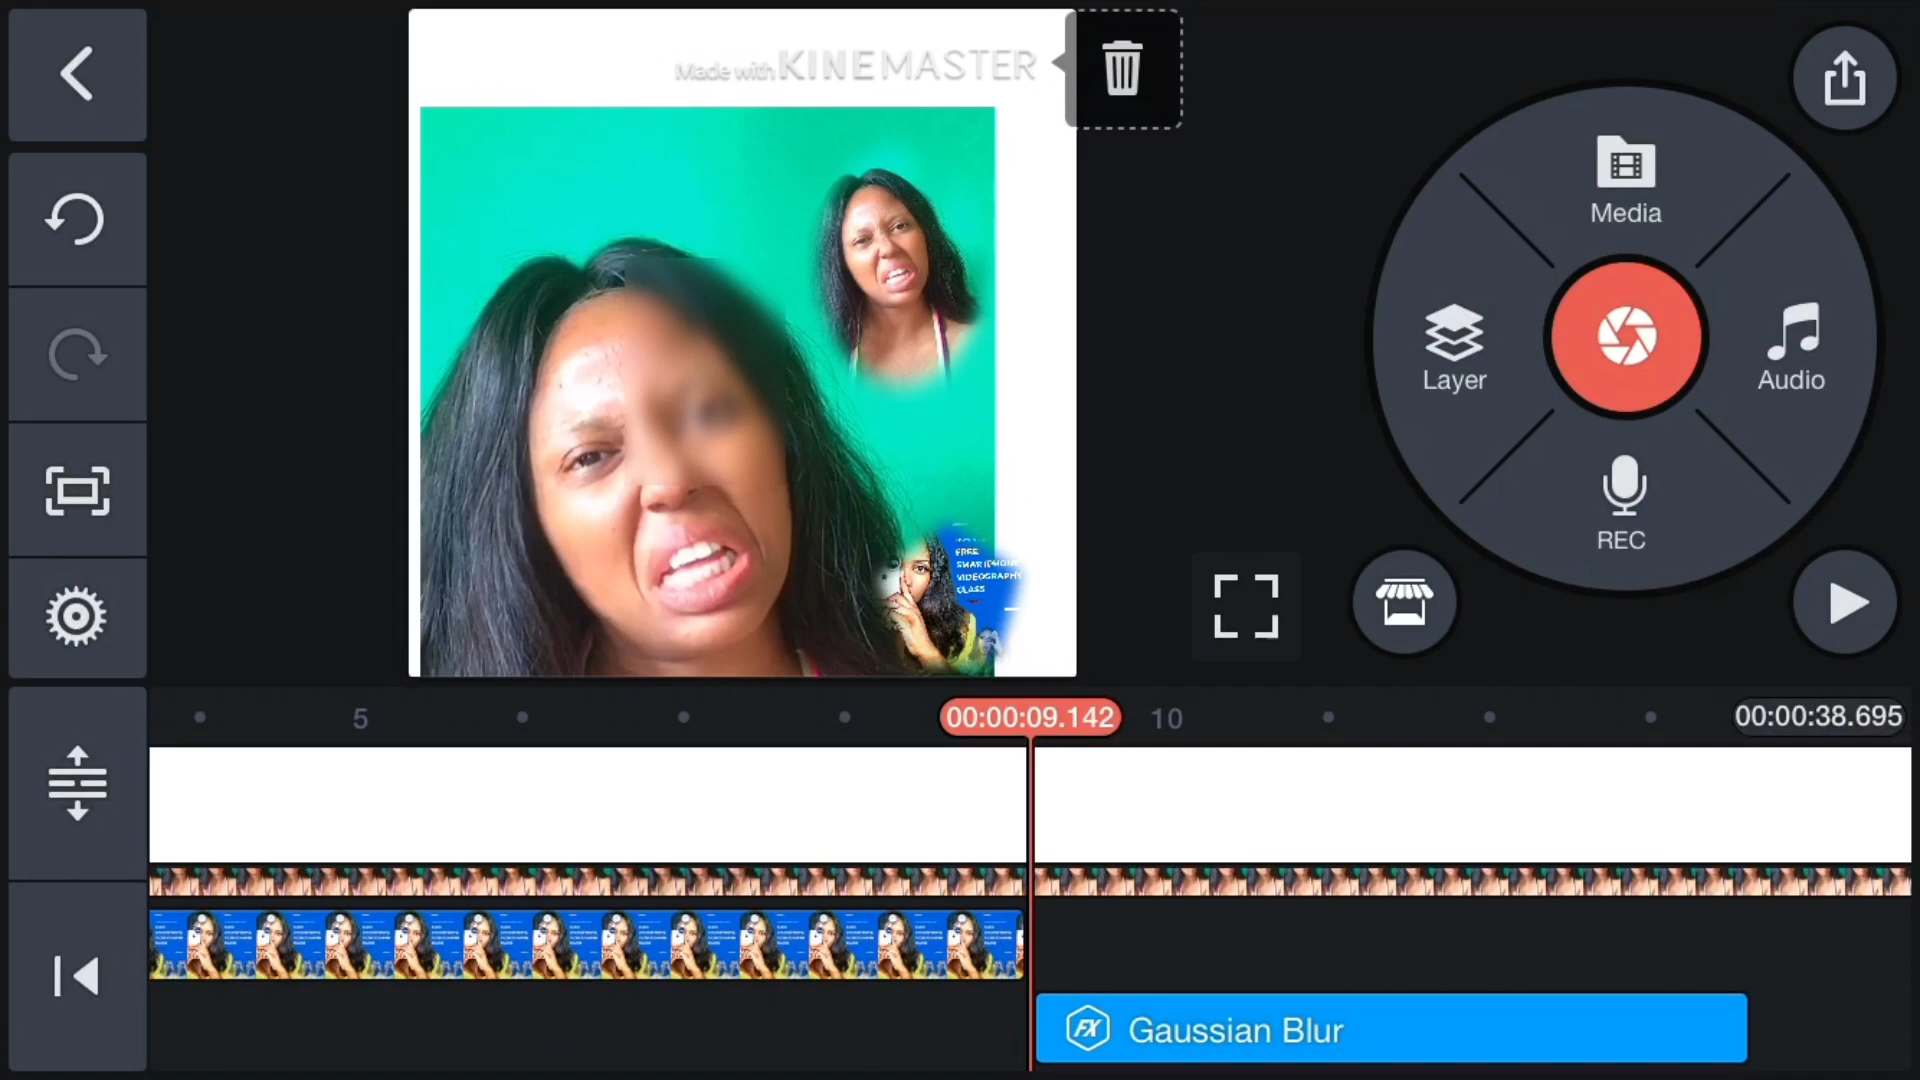 Made with KINEMASTER
Media
Layer
Audio
REC
FREE
SMARTPHONE
VIDEOGRAPHY
CLASS
5
00:00:09.142
10
00:00:38.695
FX Gaussian Blur